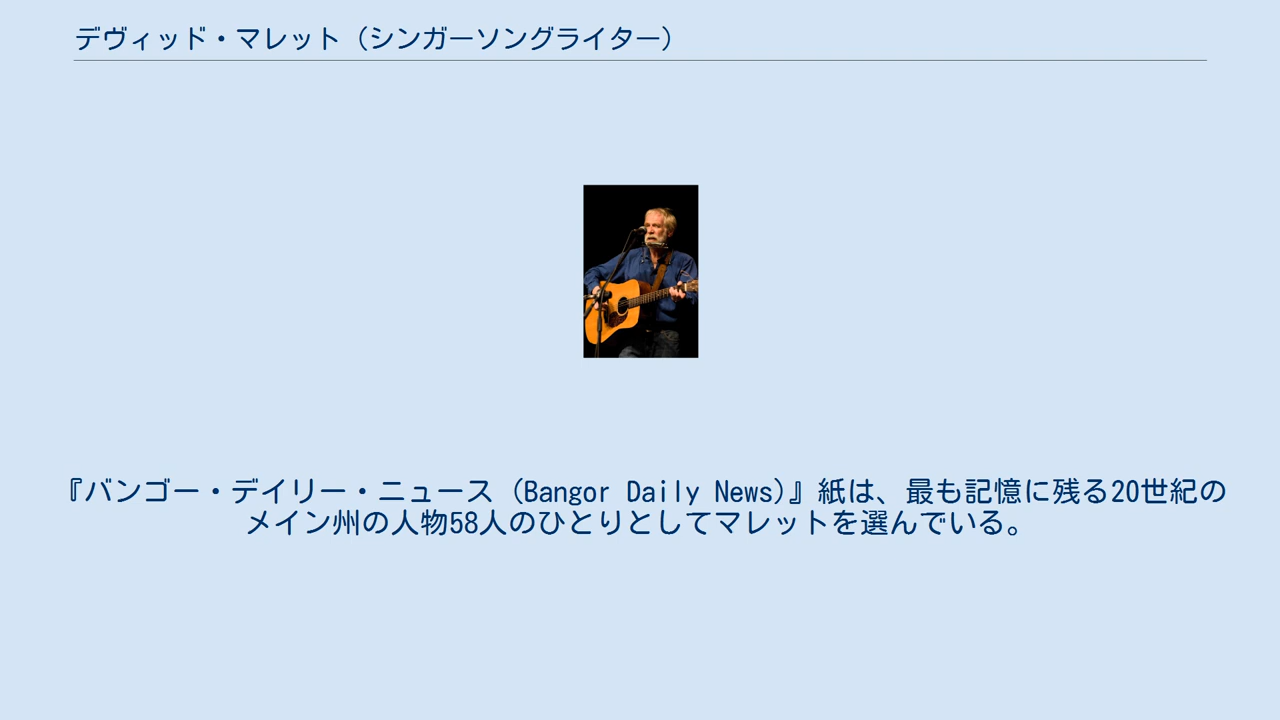 デヴィッド・マレット（シンガーソングライター）
『バンゴー・デイリー・ニュース（Bangor Daily News)』紙は、最も記憶に残る20世紀の
メイン州の人物58人のひとりとしてマレットを選んでいる。